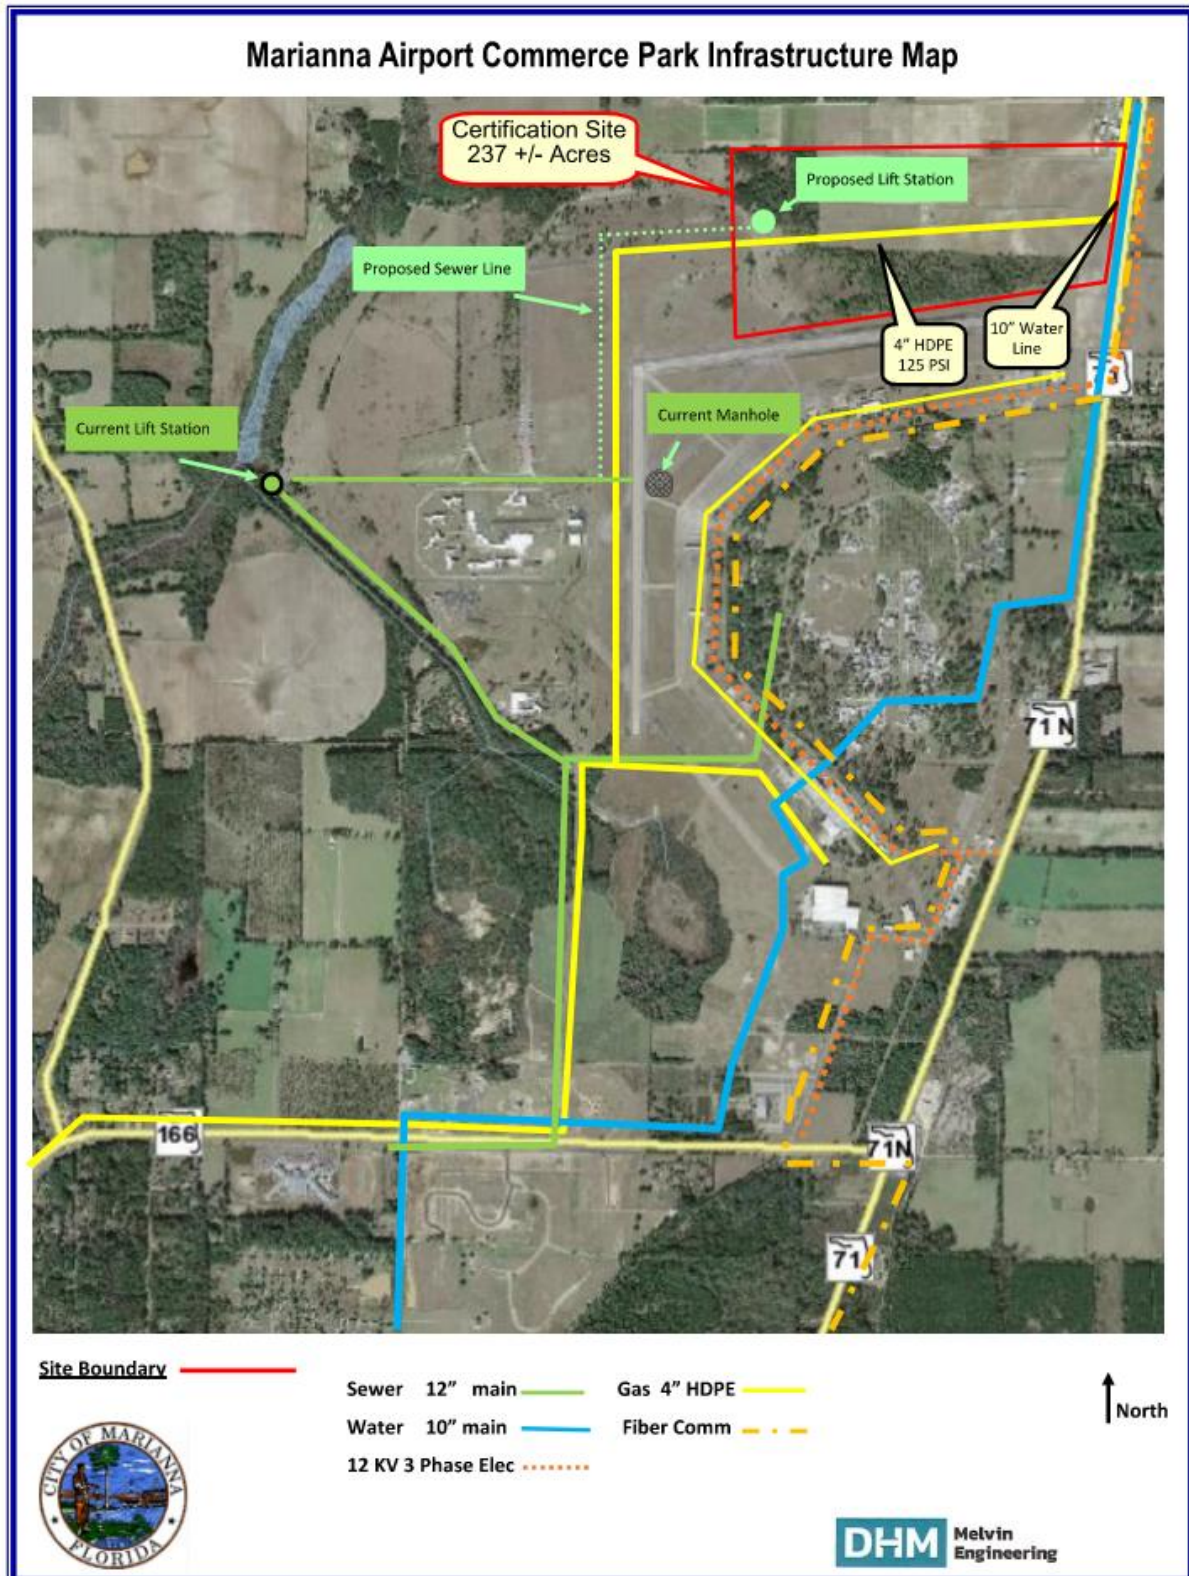 Marianna Airport Commerce Park Infrastructure Map
Certification Site
237 +/- Acres
Proposed Lift Station
Proposed Sewer Line
4” HDPE
125 PSI
10” Water
Line
Current Manhole
Current Lift Station
71 N
166
71N
71
Site Boundary
Sewer 12” main
Gas 4” HDPE
Water 10” main
Fiber Comm
12 KV 3 Phase Elec
North
CITY OF MARIANNA
FLORIDA
DHM
Melvin
Engineering